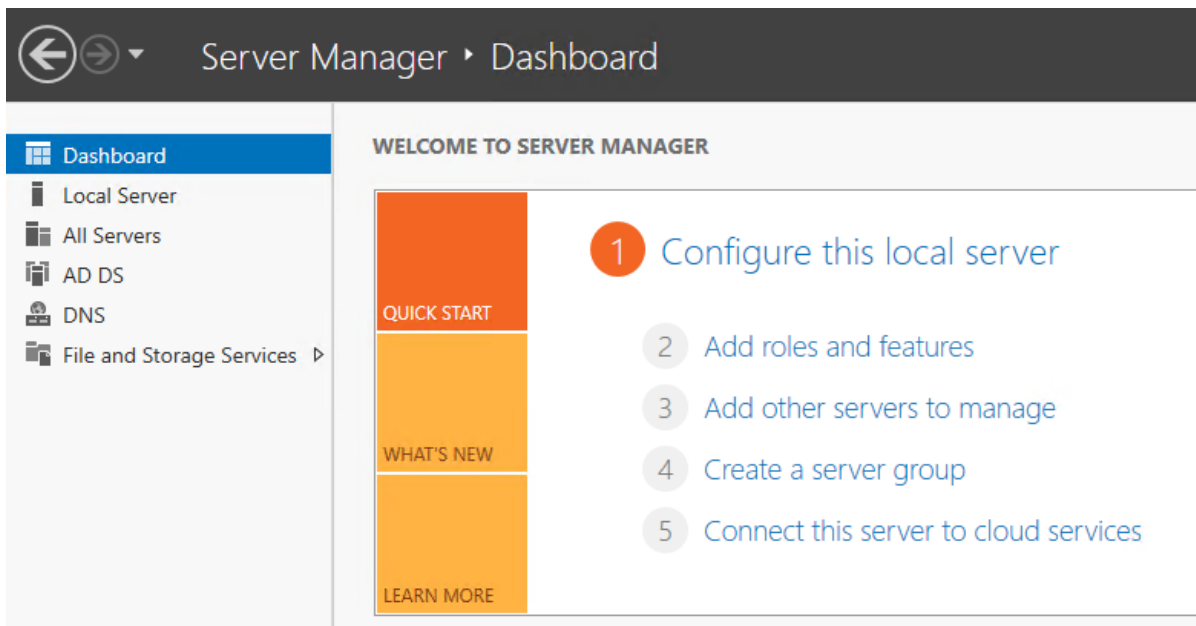 Server Manager ‣ Dashboard
Dashboard
Local Server
All Servers
AD DS
DNS
File and Storage Services
WELCOME TO SERVER MANAGER
QUICK START
WHAT'S NEW
LEARN MORE
1 Configure this local server
2 Add roles and features
3 Add other servers to manage
4 Create a server group
5 Connect this server to cloud services